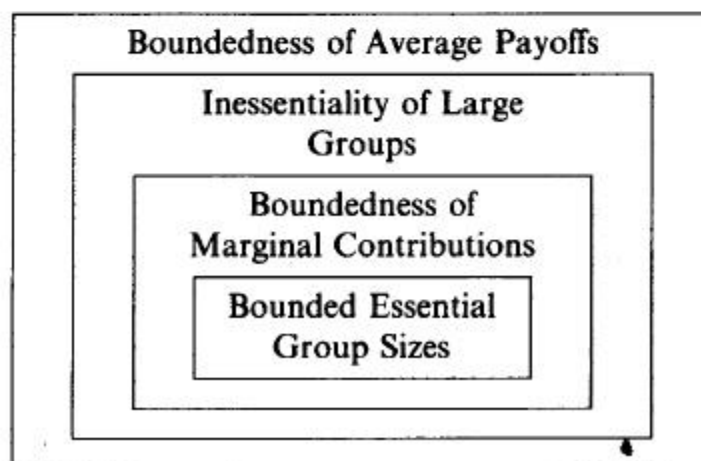 Boundedness of Average Payoffs
Inessentiality of Large
Groups
Boundedness of
Marginal Contributions
Bounded Essential
Group Sizes